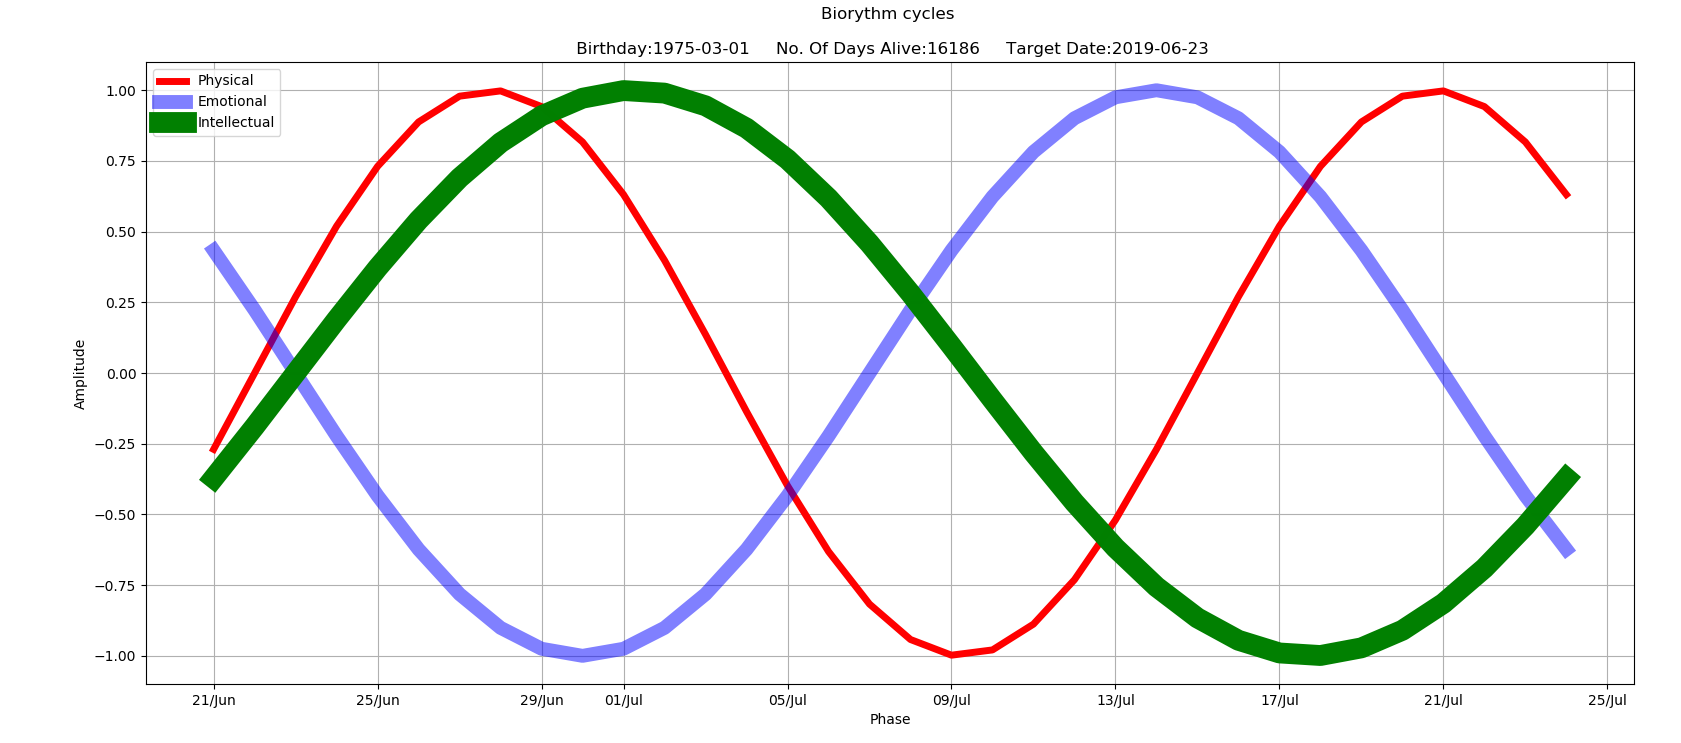 Biorythm cycles
Birthday:1975-03-01 No. Of Days Alive:16186 Target Date:2019-06-23
Physical
Emotional
Intellectual
1.00
0.75
0.50
0.25
0.00
−0.25
−0.50
−0.75
−1.00
Amplitude
21/Jun 25/Jun 29/Jun 01/Jul 05/Jul 09/Jul 13/Jul 17/Jul 21/Jul 25/Jul
Phase